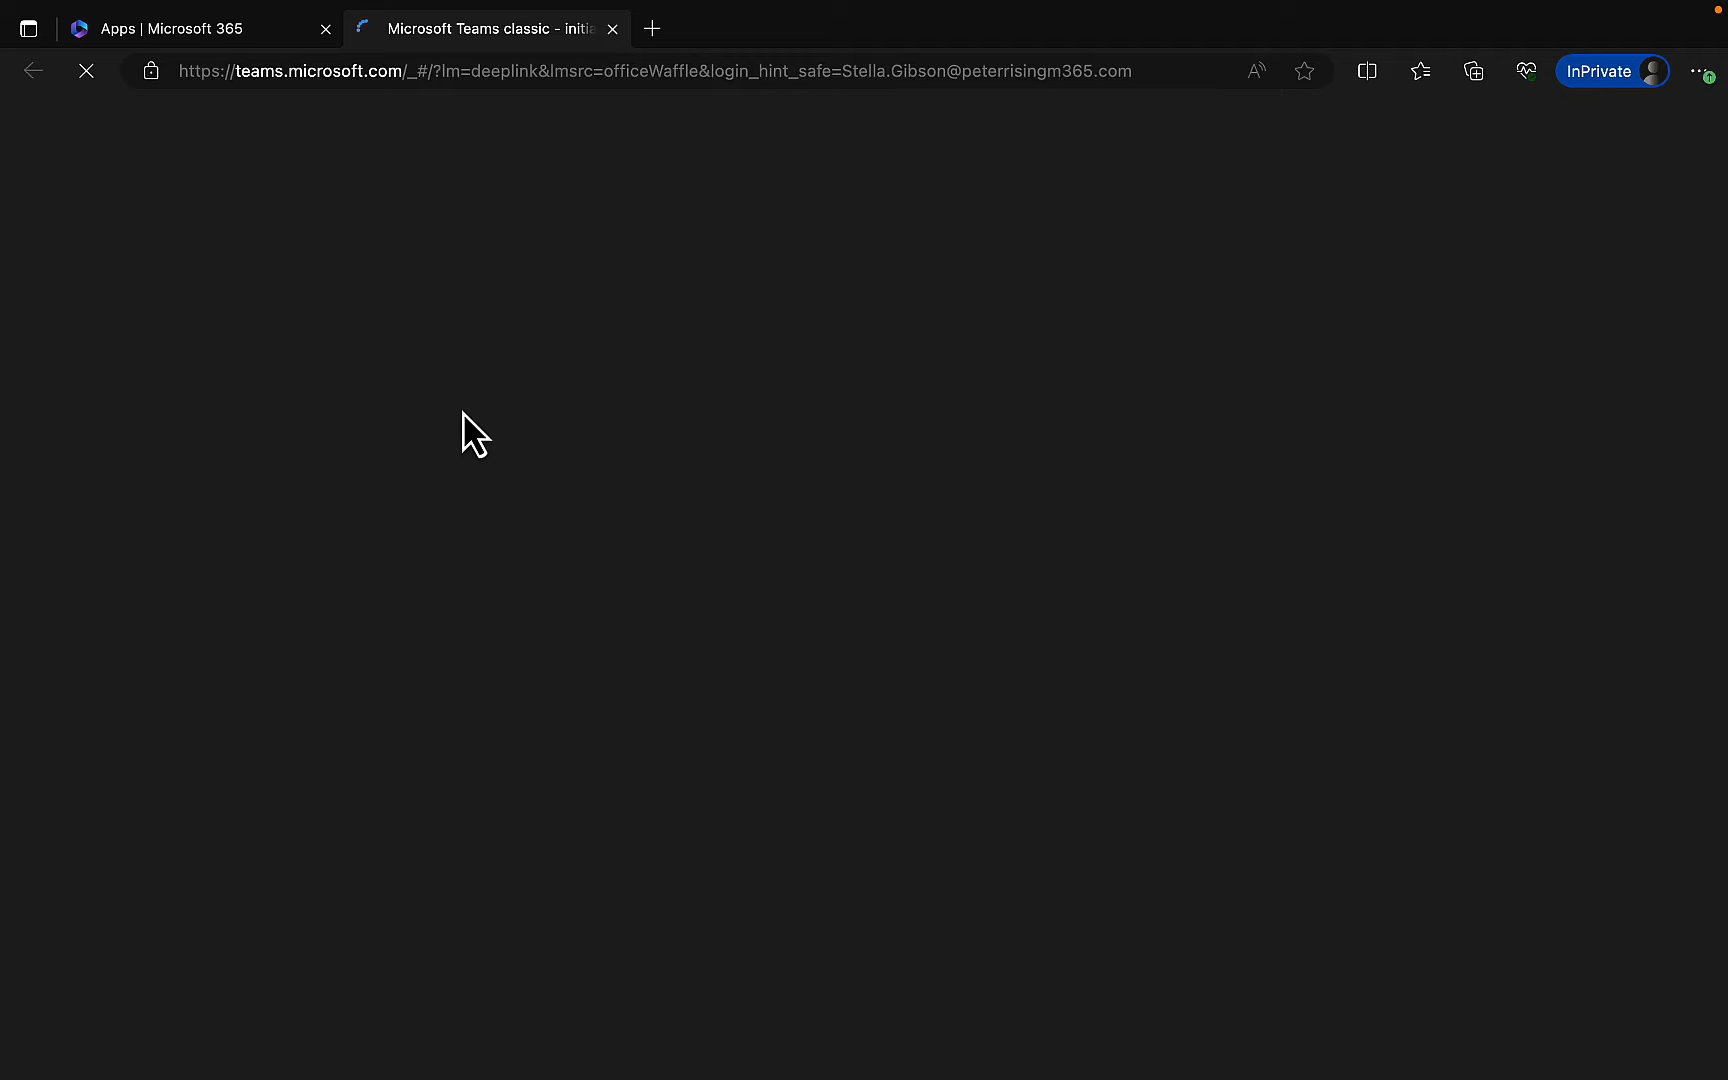 Apps | Microsoft 365
Microsoft Teams classic - initia
https://teams.microsoft.com/_#/?lm=deeplink&lmsrc=officeWaffle&login_hint_safe=Stella.Gibson@peterrisingm365.com
InPrivate